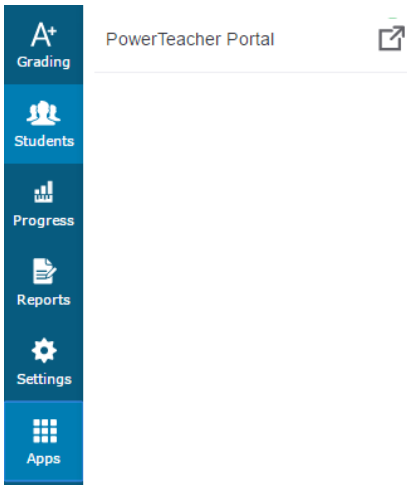 A+
Grading
PowerTeacher Portal
Students
Progress
Reports
Settings
Apps